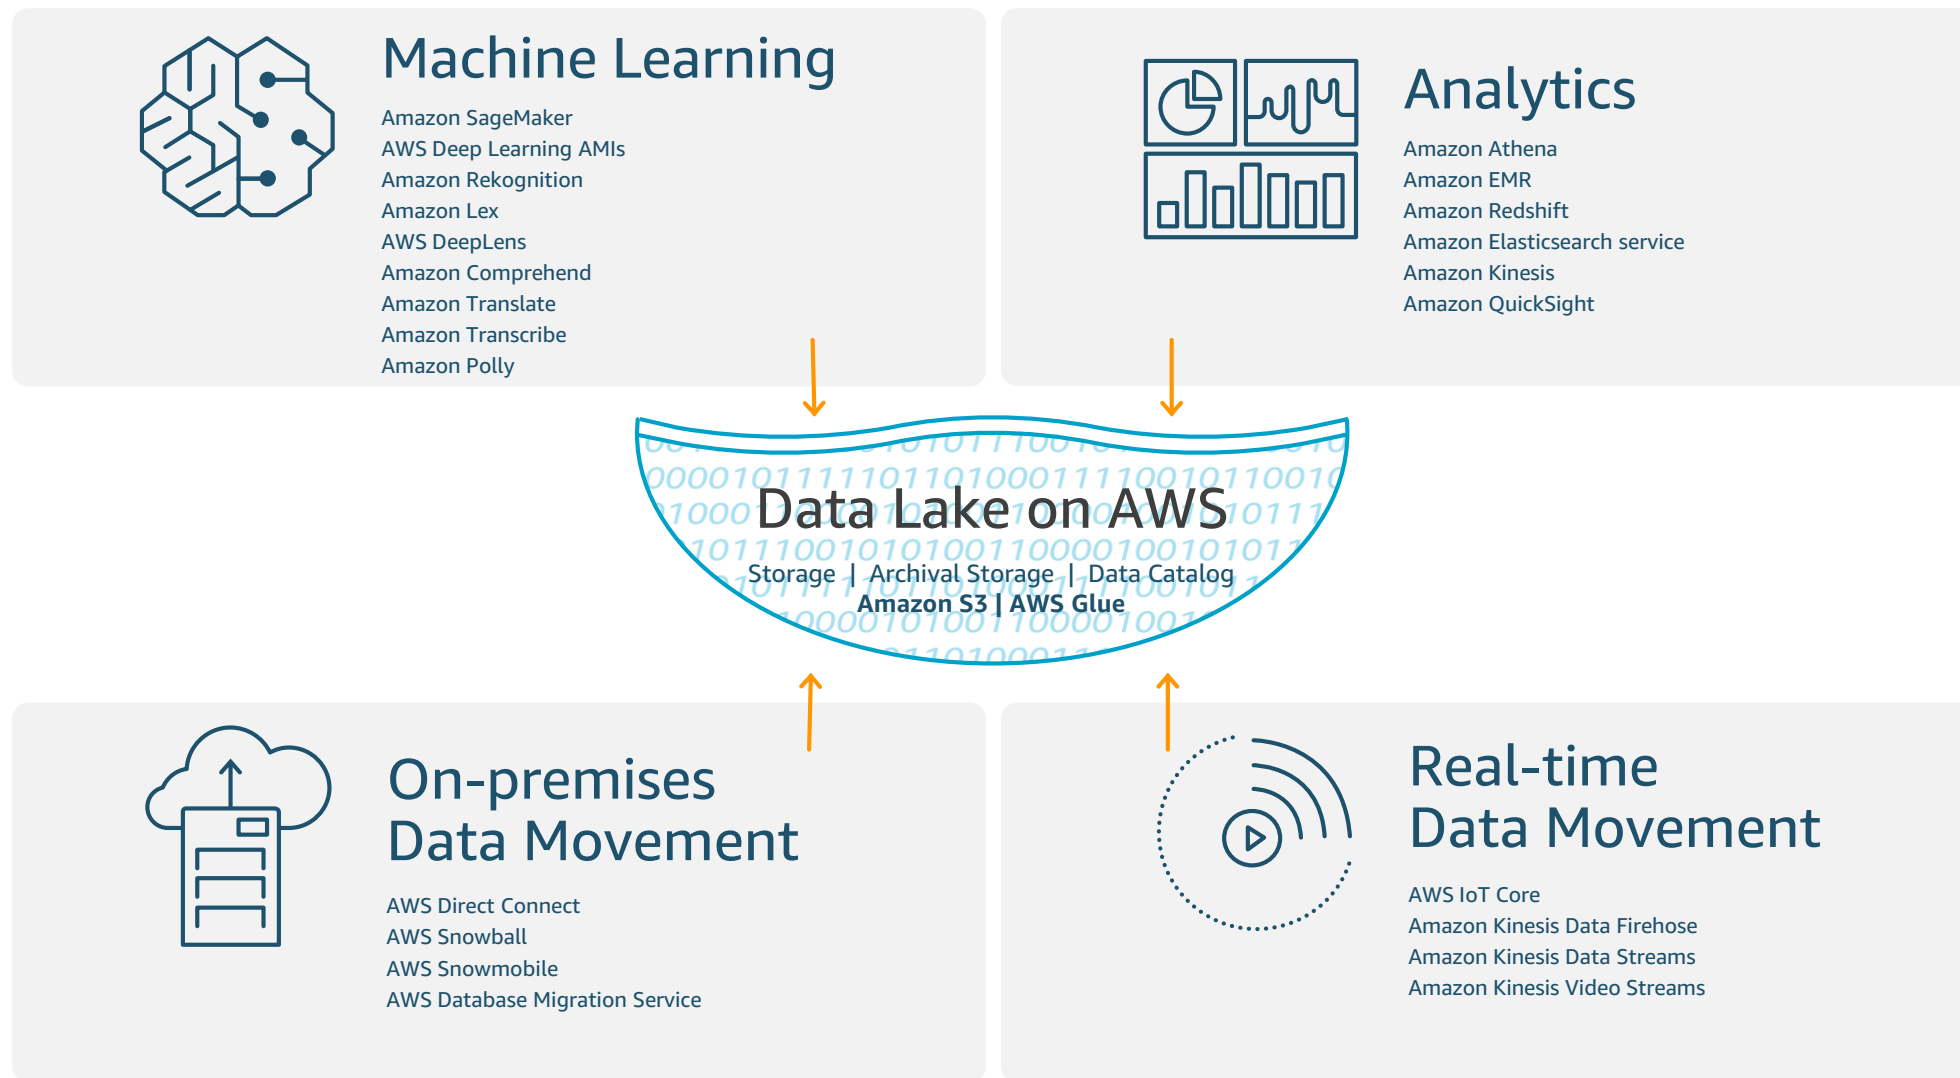 Machine Learning
Amazon SageMaker
AWS Deep Learning AMIs
Amazon Rekognition
Amazon Lex
AWS DeepLens
Amazon Comprehend
Amazon Translate
Amazon Transcribe
Amazon Polly
Analytics
Amazon Athena
Amazon EMR
Amazon Redshift
Amazon Elasticsearch service
Amazon Kinesis
Amazon QuickSight
Data Lake on AWS
Storage | Archival Storage | Data Catalog
Amazon S3 | AWS Glue
On-premises
Data Movement
AWS Direct Connect
AWS Snowball
AWS Snowmobile
AWS Database Migration Service
Real-time
Data Movement
AWS IoT Core
Amazon Kinesis Data Firehose
Amazon Kinesis Data Streams
Amazon Kinesis Video Streams